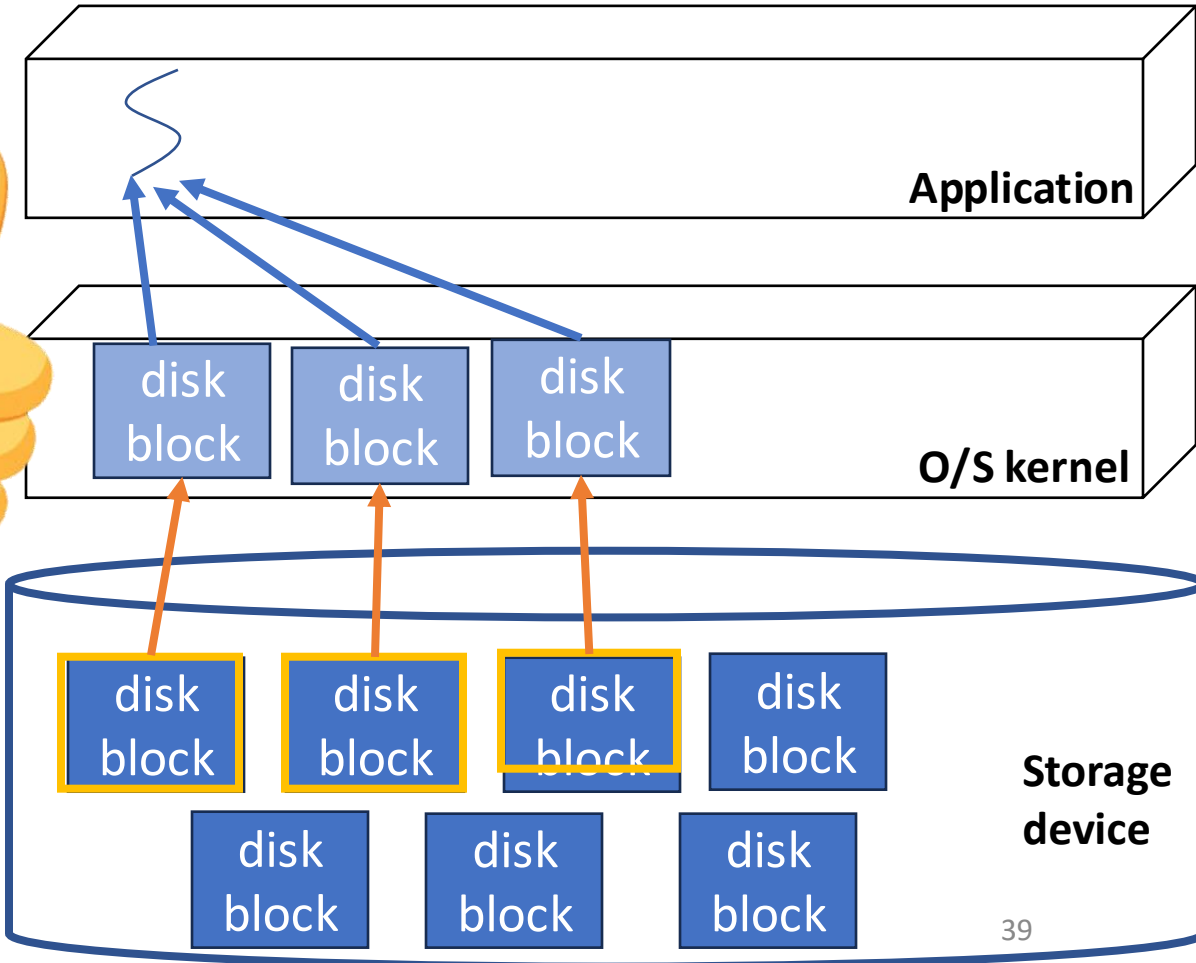 Application
disk
block
disk
block
disk
block
O/S kernel
disk
block
disk
block
disk
block
disk
block
Storage
device
disk
block
disk
block
disk
block
39